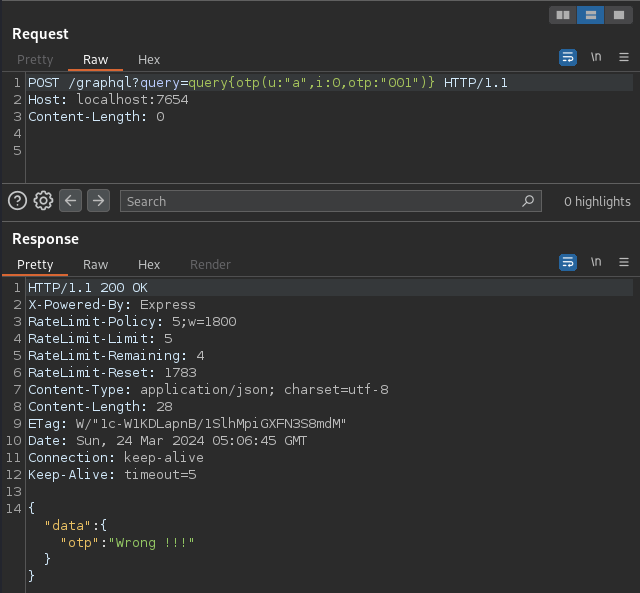 Request
Pretty Raw Hex
\n
1 POST /graphql?query=query{otp(u:"a",i:0,otp:"001")} HTTP/1.1
2 Host: localhost:7654
3 Content-Length: 0
4
5
Search 0 highlights
Response
Pretty Raw Hex Render
\n
1 HTTP/1.1 200 OK
2 X-Powered-By: Express
3 RateLimit-Policy: 5;w=1800
4 RateLimit-Limit: 5
5 RateLimit-Remaining: 4
6 RateLimit-Reset: 1783
7 Content-Type: application/json; charset=utf-8
8 Content-Length: 28
9 ETag: W/"1c-W1KDLapnB/1SlhMpiGXFN3S8mdM"
10 Date: Sun, 24 Mar 2024 05:06:45 GMT
11 Connection: keep-alive
12 Keep-Alive: timeout=5
13
14 {
"data":{
"otp":"Wrong !!!"
}
}